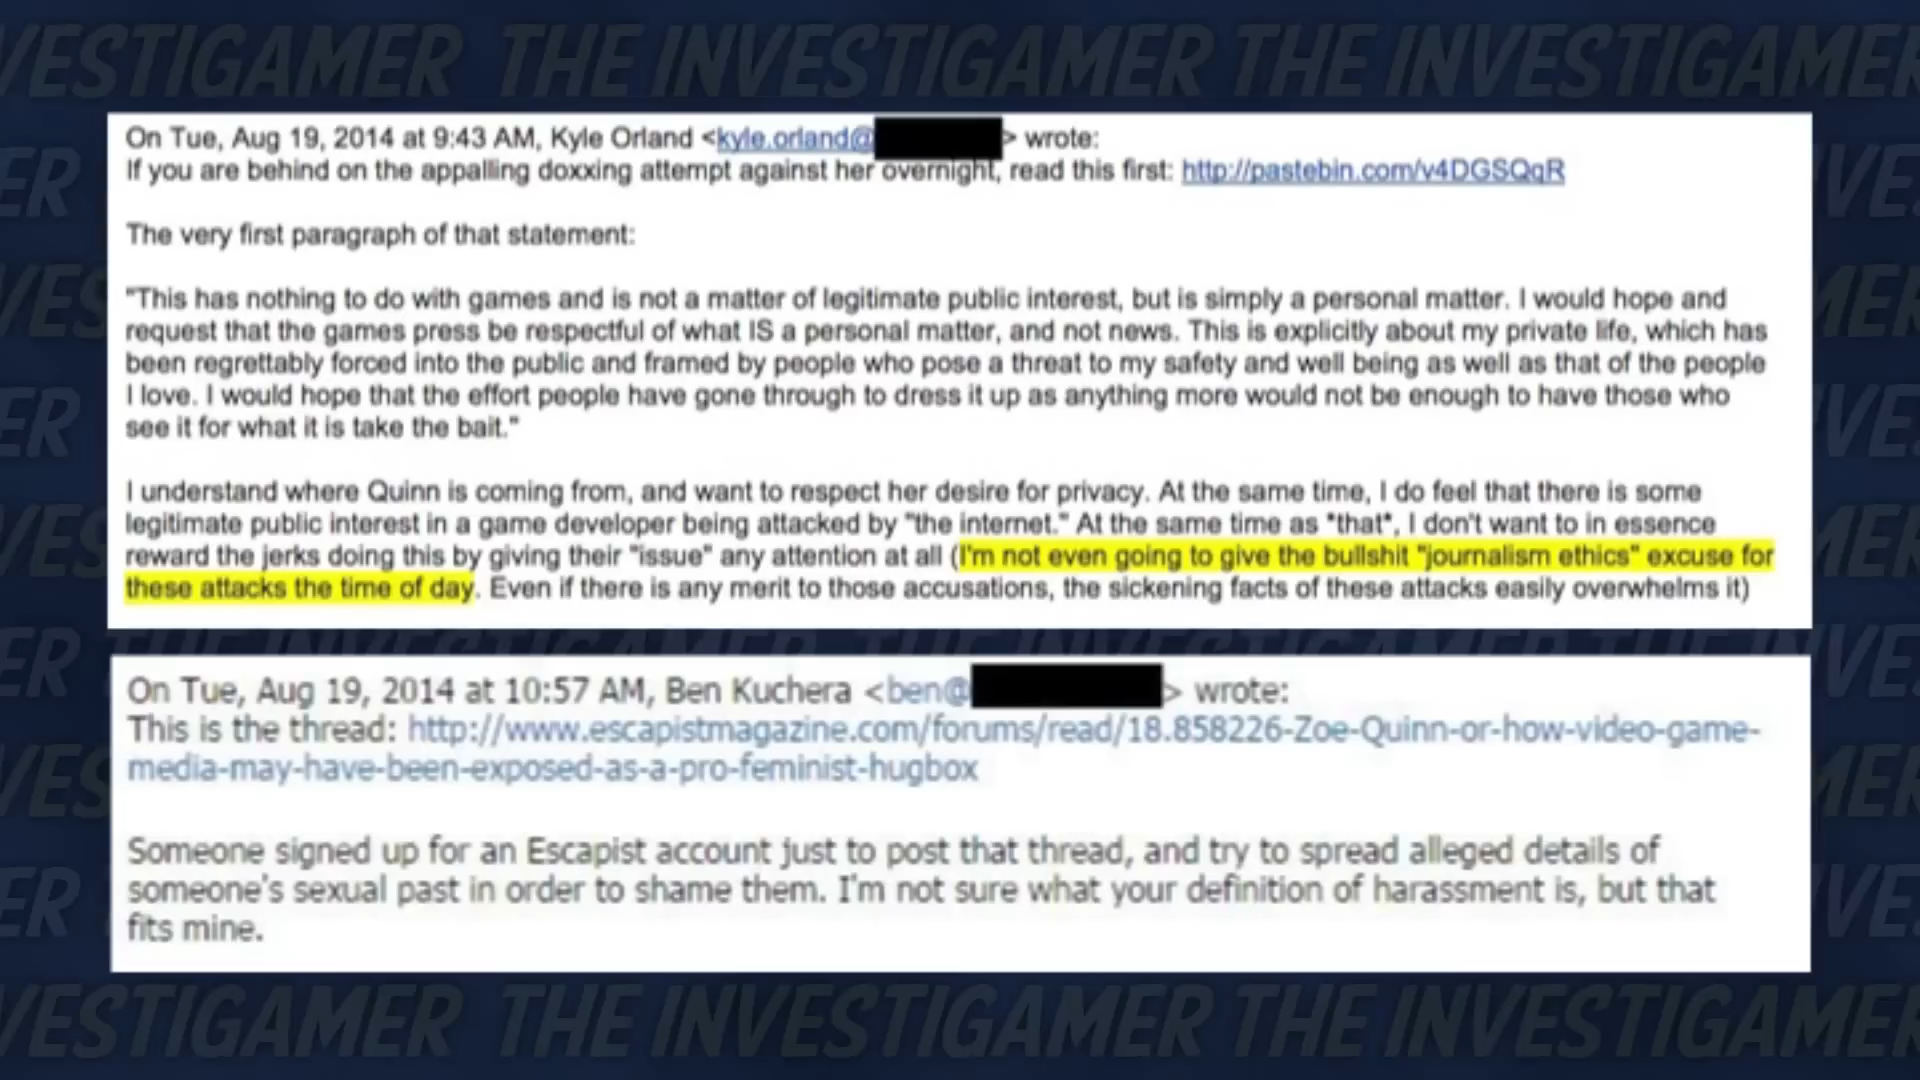 VESTIGAMER THE INVESTIGAMER THE INVESTIGAMER
On Tue, Aug 19, 2014 at 9:43 AM, Kyle Orland <kyle.orland@ > wrote:
If you are behind on the appalling doxxing attempt against her overnight, read this first: http://pastebin.com/v4DGSQqR
The very first paragraph of that statement:
"This has nothing to do with games and is not a matter of legitimate public interest, but is simply a personal matter. I would hope and
request that the games press be respectful of what IS a personal matter, and not news. This is explicitly about my private life, which has
been regrettably forced into the public and framed by people who pose a threat to my safety and well being as well as that of the people
I love. I would hope that the effort people have gone through to dress it up as anything more would not be enough to have those who
see it for what it is take the bait."
I understand where Quinn is coming from, and want to respect her desire for privacy. At the same time, I do feel that there is some
legitimate public interest in a game developer being attacked by "the internet." At the same time as *that*, I don't want to in essence
reward the jerks doing this by giving their "issue" any attention at all (I'm not even going to give the bullshit "journalism ethics" excuse for
these attacks the time of day. Even if there is any merit to those accusations, the sickening facts of these attacks easily overwhelms it)
On Tue, Aug 19, 2014 at 10:57 AM, Ben Kuchera <ben@ > wrote:
This is the thread: http://www.escapistmagazine.com/forums/read/18.858226-Zoe-Quinn-or-how-video-game-
media-may-have-been-exposed-as-a-pro-feminist-hugbox
Someone signed up for an Escapist account just to post that thread, and try to spread alleged details of
someone's sexual past in order to shame them. I'm not sure what your definition of harassment is, but that
fits mine.
VESTIGAMER THE INVESTIGAMER THE INVESTIGAMER